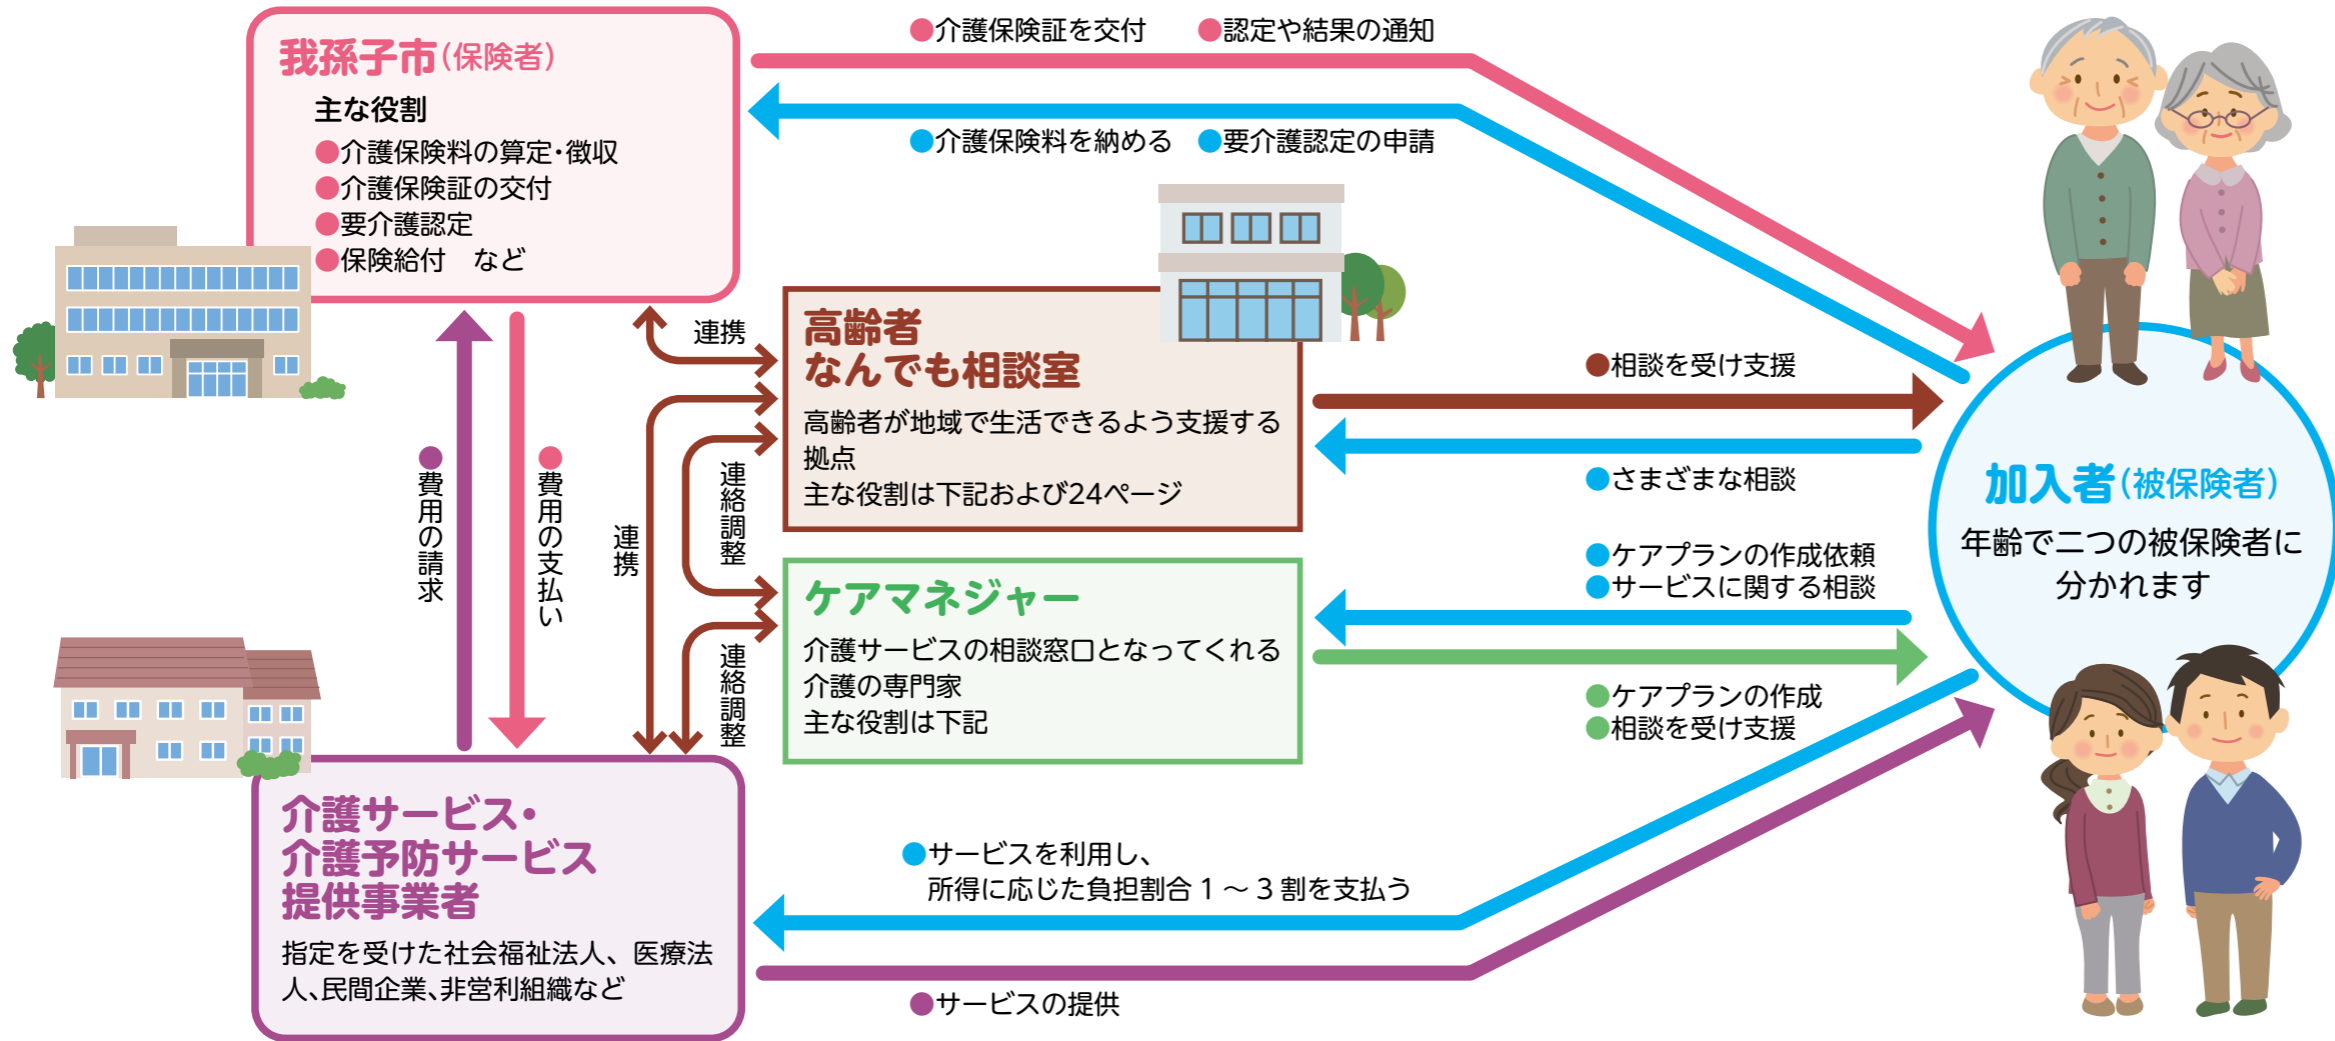 我孫子市(保険者)
主な役割
●介護保険料の算定・徴収
●介護保険証の交付
●要介護認定
●保険給付　など
●介護保険証を交付　●認定や結果の通知
●介護保険料を納める　●要介護認定の申請
連携
高齢者
なんでも相談室
高齢者が地域で生活できるよう支援する
拠点
主な役割は下記および24ページ
●相談を受け支援
●さまざまな相談
●費用の請求
●費用の支払い
連携
連絡調整
連絡調整
ケアマネジャー
介護サービスの相談窓口となってくれる
介護の専門家
主な役割は下記
●ケアプランの作成依頼
●サービスに関する相談
●ケアプランの作成
●相談を受け支援
加入者(被保険者)
年齢で二つの被保険者に
分かれます
介護サービス・
介護予防サービス
提供事業者
指定を受けた社会福祉法人、医療法
人、民間企業、非営利組織など
●サービスを利用し、
所得に応じた負担割合 1 ～ 3 割を支払う
●サービスの提供